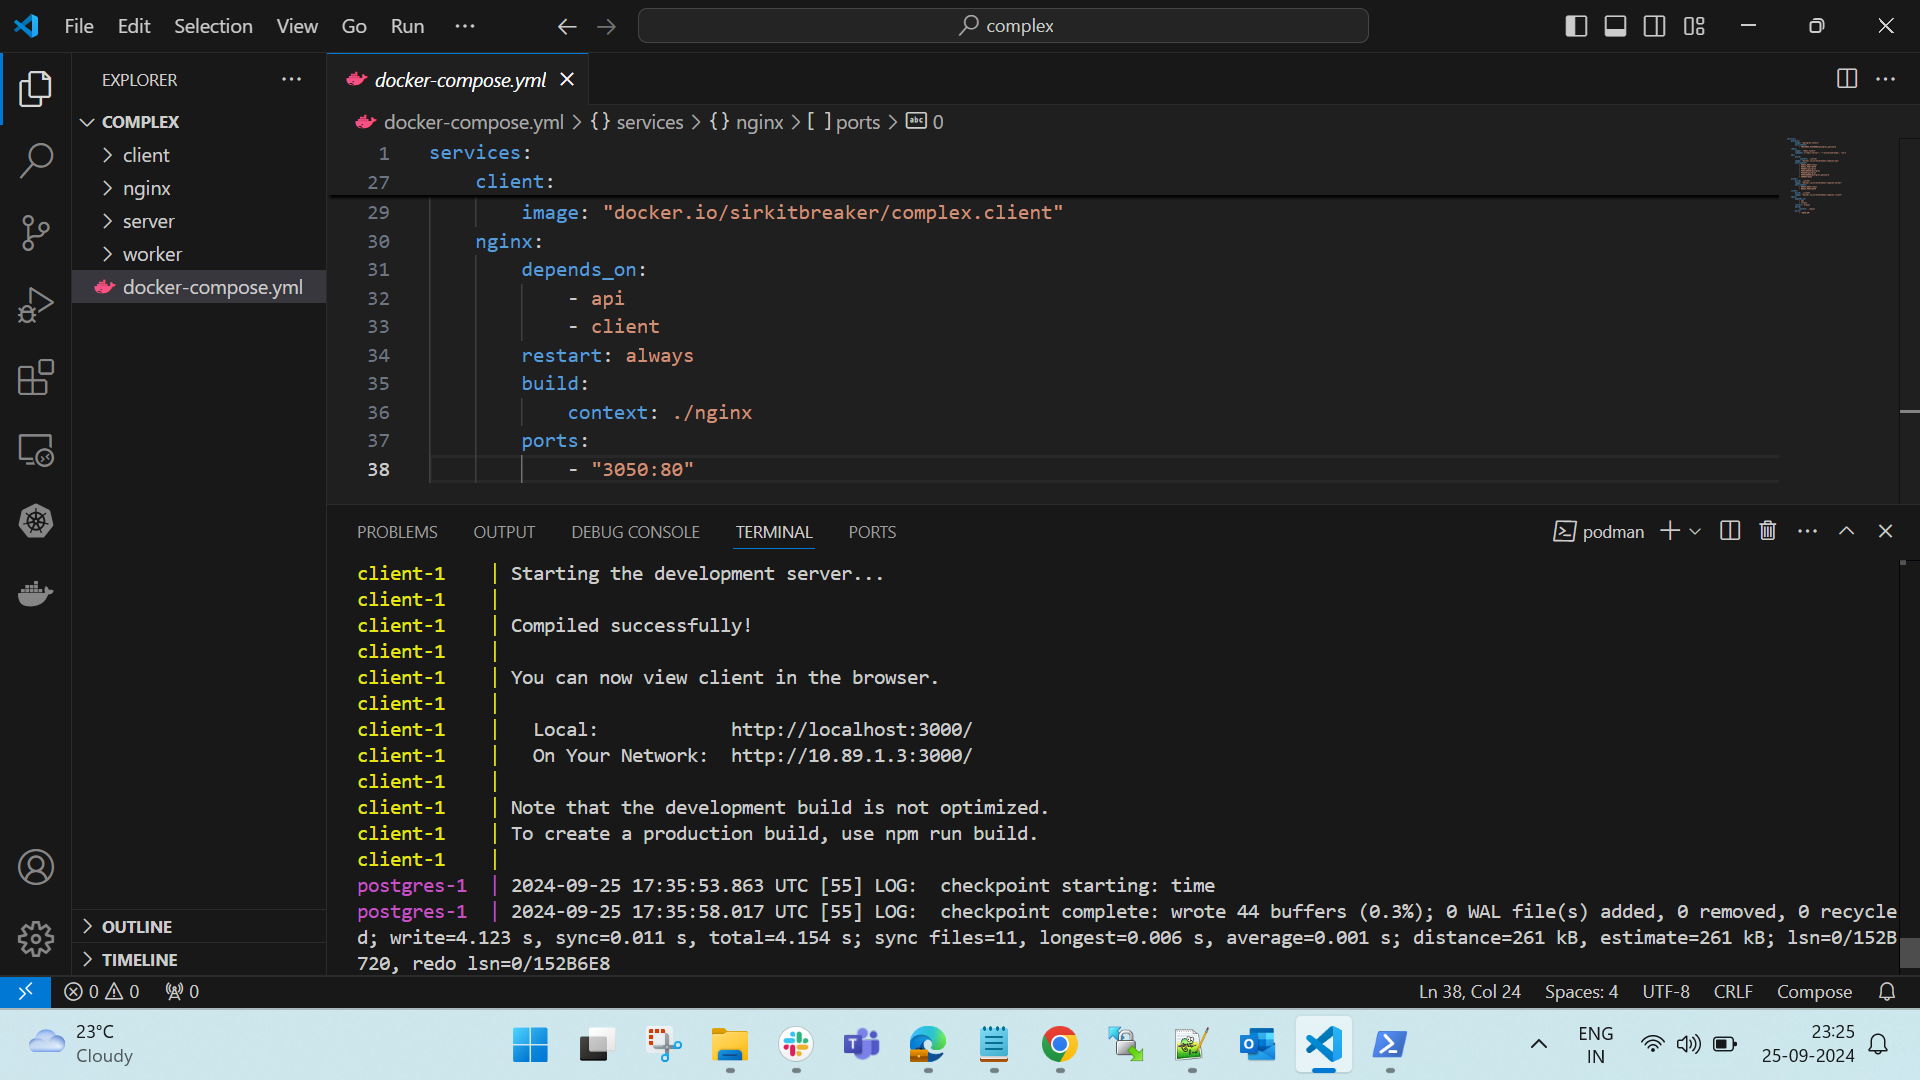 File Edit Selection View Go Run ···
complex
EXPLORER
COMPLEX
client
nginx
server
worker
docker-compose.yml
OUTLINE
TIMELINE
docker-compose.yml
docker-compose.yml > {} services > {} nginx > [ ] ports > abc 0
1 services:
27 client:
29 image: "docker.io/sirkitbreaker/complex.client"
30 nginx:
31 depends_on:
32 - api
33 - client
34 restart: always
35 build:
36 context: ./nginx
37 ports:
38 - "3050:80"
PROBLEMS OUTPUT DEBUG CONSOLE TERMINAL PORTS
podman
client-1 | Starting the development server...
client-1 |
client-1 | Compiled successfully!
client-1 |
client-1 | You can now view client in the browser.
client-1 |
client-1 | Local: http://localhost:3000/
client-1 | On Your Network: http://10.89.1.3:3000/
client-1 |
client-1 | Note that the development build is not optimized.
client-1 | To create a production build, use npm run build.
client-1 |
postgres-1 | 2024-09-25 17:35:53.863 UTC [55] LOG: checkpoint starting: time
postgres-1 | 2024-09-25 17:35:58.017 UTC [55] LOG: checkpoint complete: wrote 44 buffers (0.3%); 0 WAL file(s) added, 0 removed, 0 recycle
d; write=4.123 s, sync=0.011 s, total=4.154 s; sync files=11, longest=0.006 s, average=0.001 s; distance=261 kB, estimate=261 kB; lsn=0/152B
720, redo lsn=0/152B6E8
0 0 0
Ln 38, Col 24 Spaces: 4 UTF-8 CRLF Compose
23°C
Cloudy
ENG
IN
23:25
25-09-2024